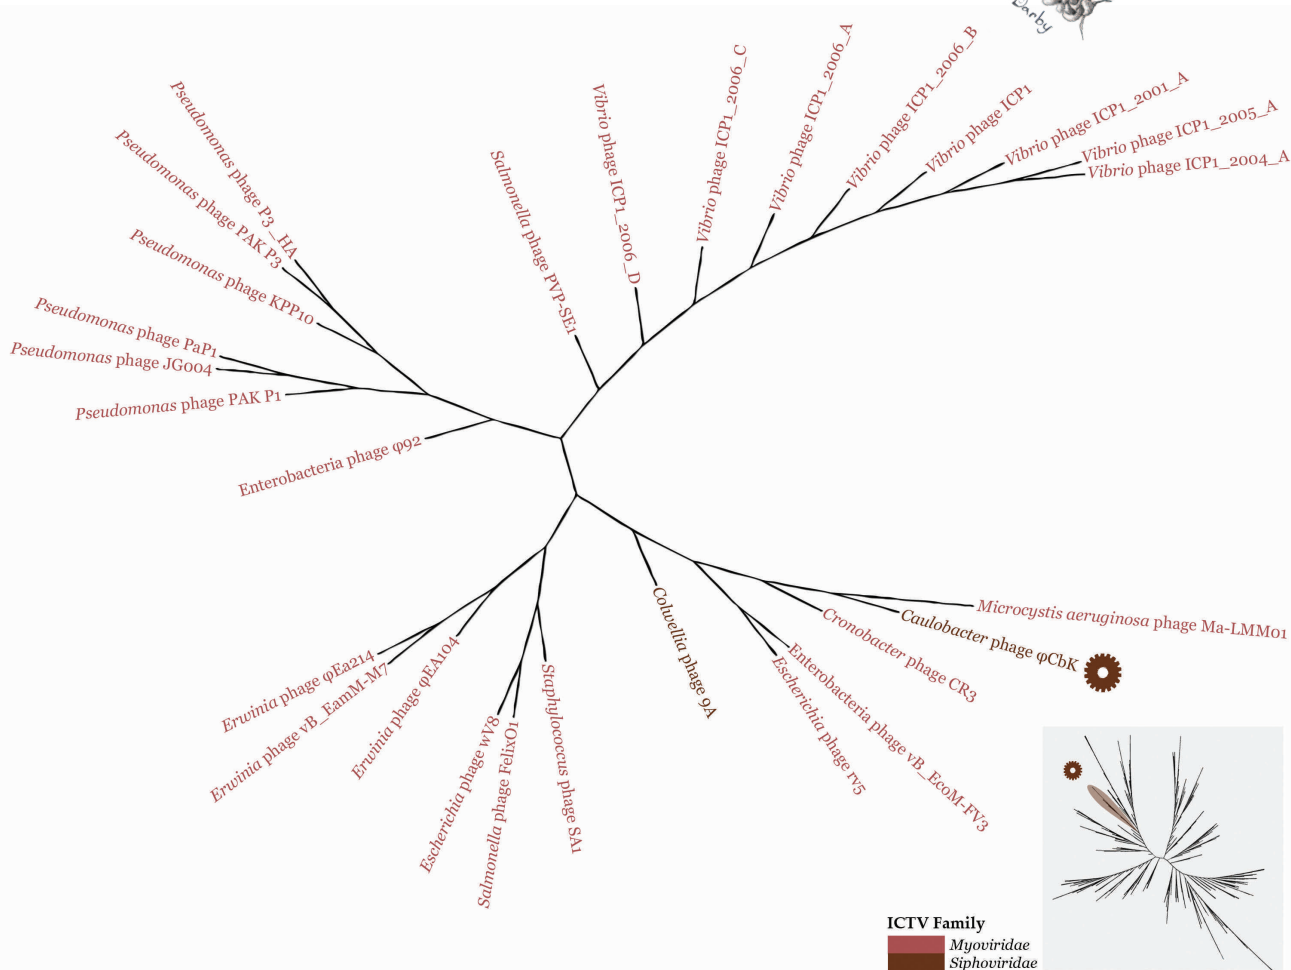 Darby
Pseudomonas phage P3_HA
Pseudomonas phage PAK P3
Pseudomonas phage KPP10
Pseudomonas phage PaP1
Pseudomonas phage JG004
Pseudomonas phage PAK P1
Enterobacteria phage φ92
Salmonella phage PVP-SE1
Vibrio phage ICP1_2006_D
Vibrio phage ICP1_2006_C
Vibrio phage ICP1_2006_A
Vibrio phage ICP1_2006_B
Vibrio phage ICP1
Vibrio phage ICP1_2001_A
Vibrio phage ICP1_2005_A
Vibrio phage ICP1_2004_A
Erwinia phage φEa214
Erwinia phage vB_EamM-M7
Erwinia phage φEA104
Escherichia phage wV8
Salmonella phage FelixO1
Staphylococcus phage SA1
Colwellia phage 9A
Escherichia phage rv5
Enterobacteria phage vB_EcoM-FV3
Cronobacter phage CR3
Caulobacter phage φCbK
Microcystis aeruginosa phage Ma-LMM01
ICTV Family
Myoviridae
Siphoviridae